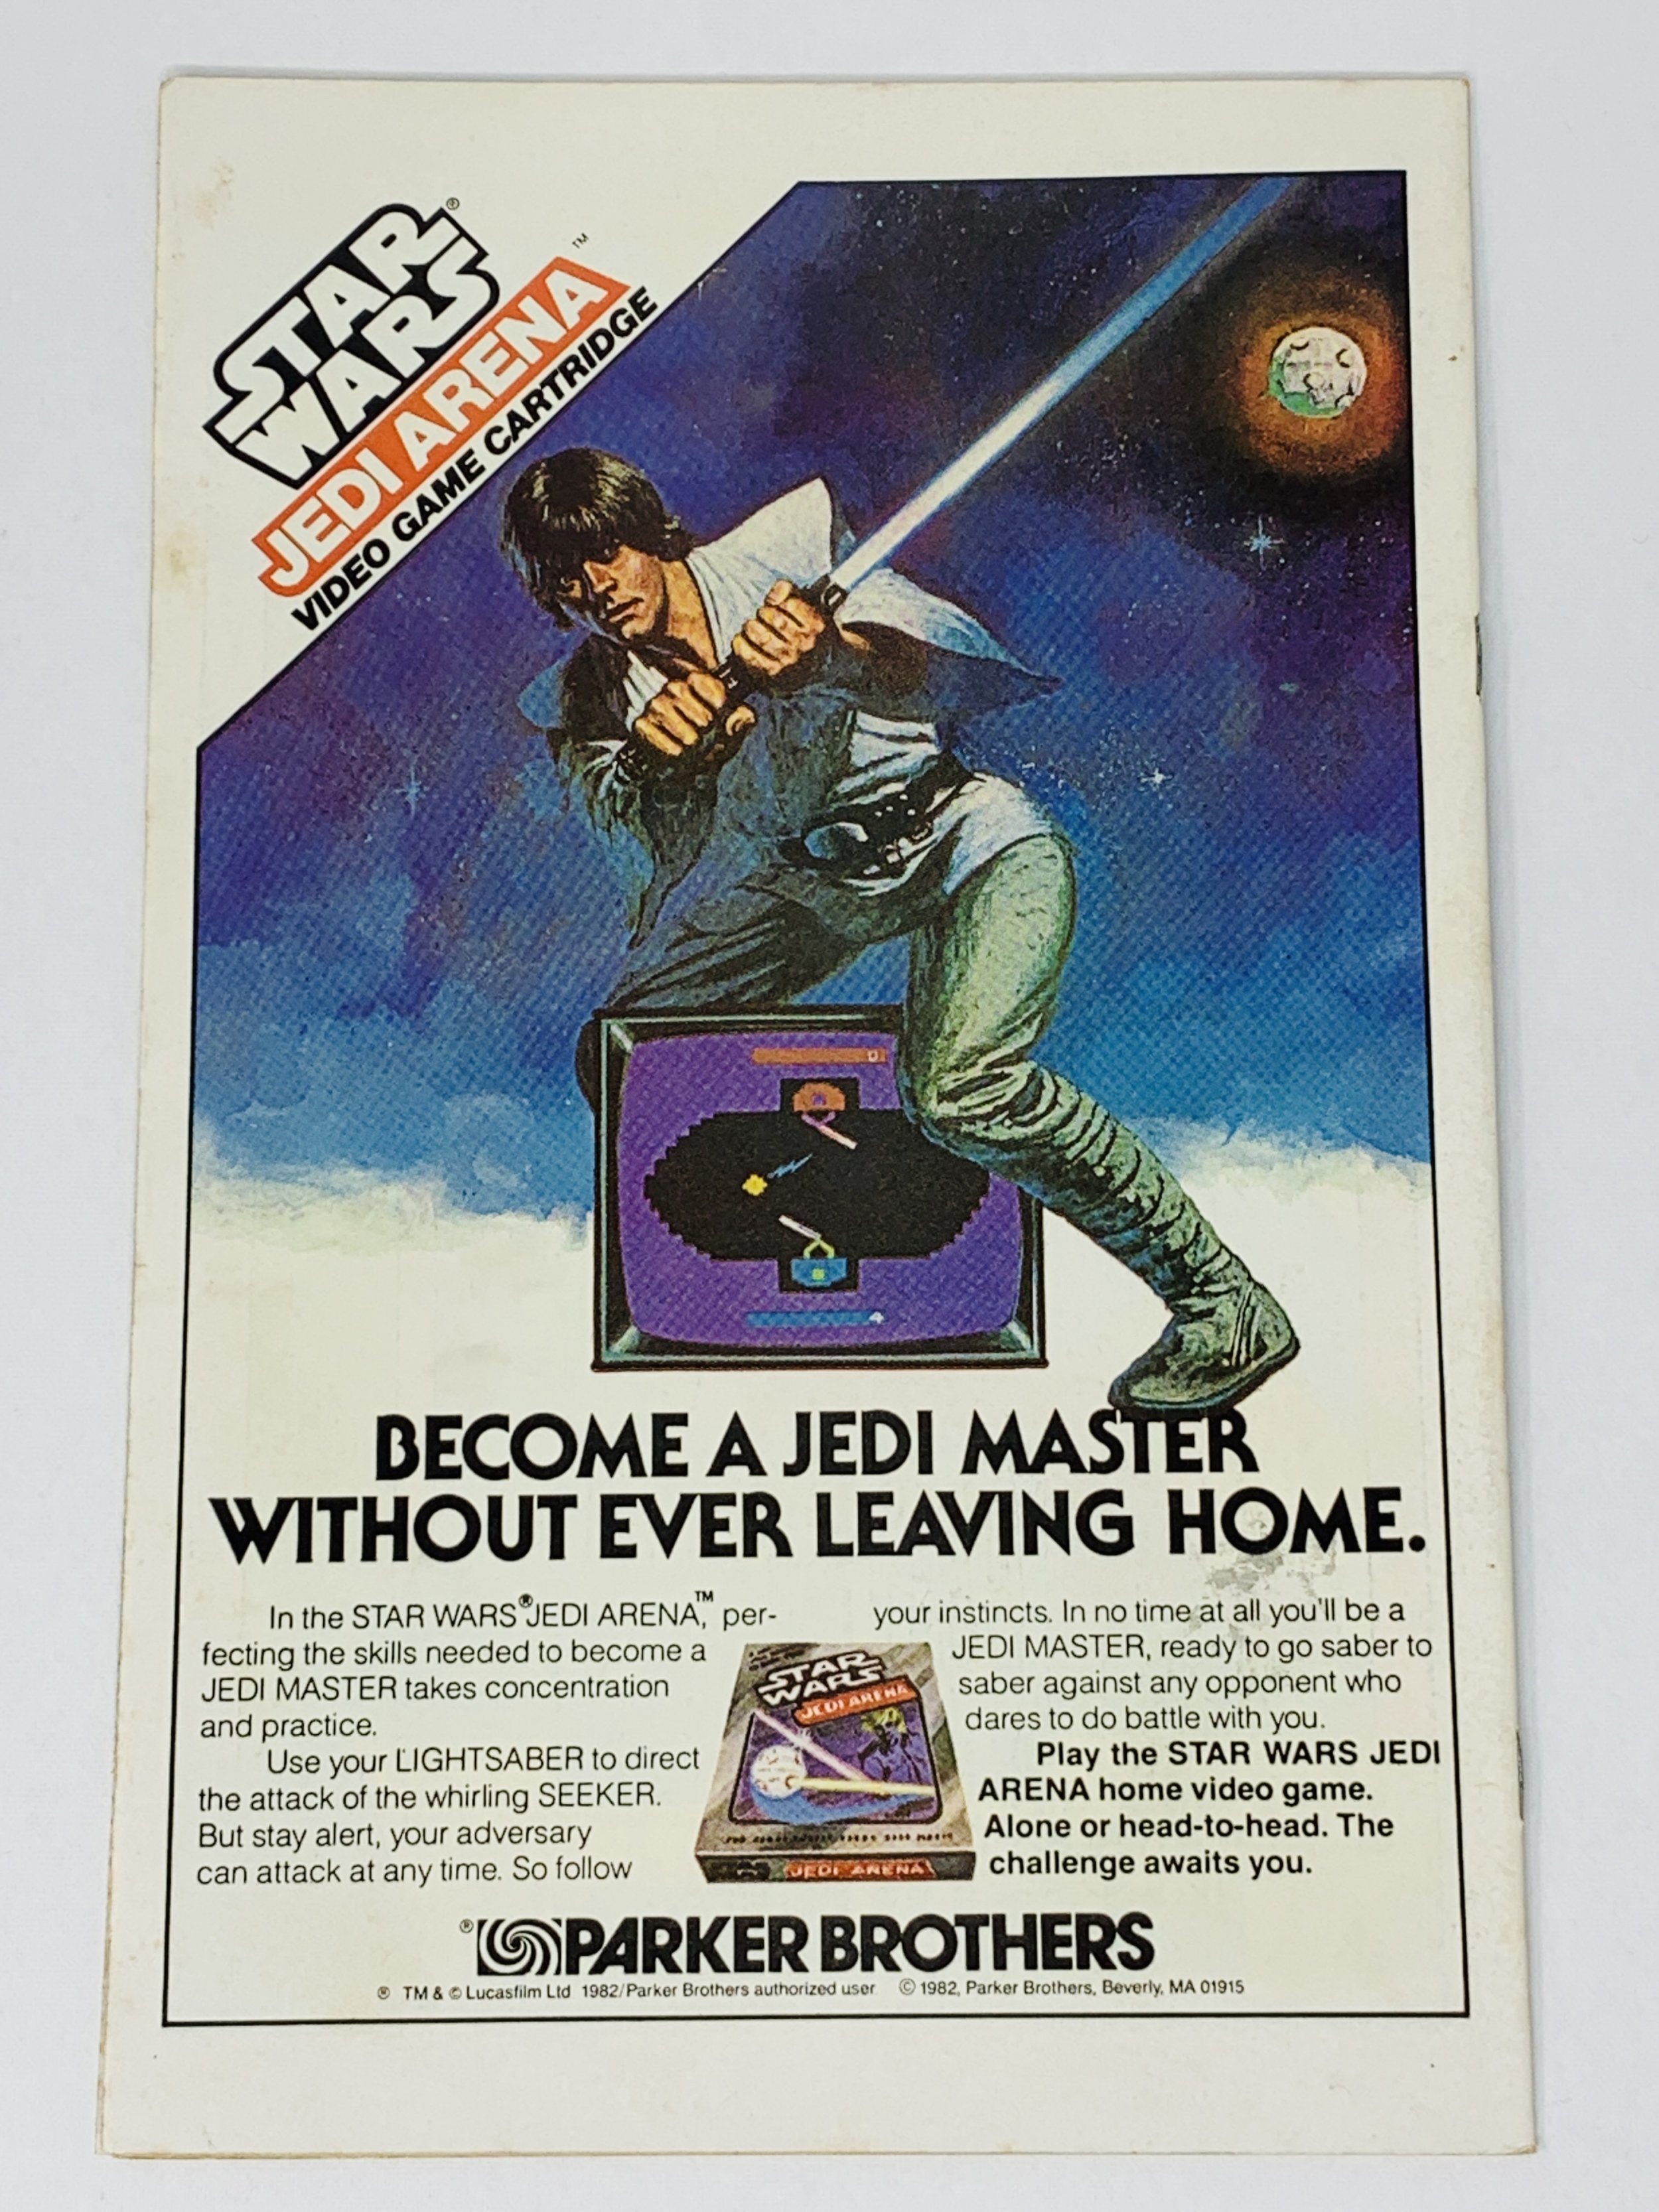 STAR
WARS®
JEDI ARENA™
VIDEO GAME CARTRIDGE
0
4
BECOME A JEDI MASTER
WITHOUT EVER LEAVING HOME.
In the STAR WARS® JEDI ARENA,™ per-
fecting the skills needed to become a
JEDI MASTER takes concentration
and practice.
Use your LIGHTSABER to direct
the attack of the whirling SEEKER.
But stay alert, your adversary
can attack at any time. So follow
your instincts. In no time at all you'll be a
JEDI MASTER, ready to go saber to
saber against any opponent who
dares to do battle with you.
Play the STAR WARS JEDI
ARENA home video game.
Alone or head-to-head. The
challenge awaits you.
STAR
WARS
JEDI ARENA
JEDI ARENA
® PARKER BROTHERS
® TM & © Lucasfilm Ltd 1982/Parker Brothers authorized user © 1982, Parker Brothers, Beverly, MA 01915